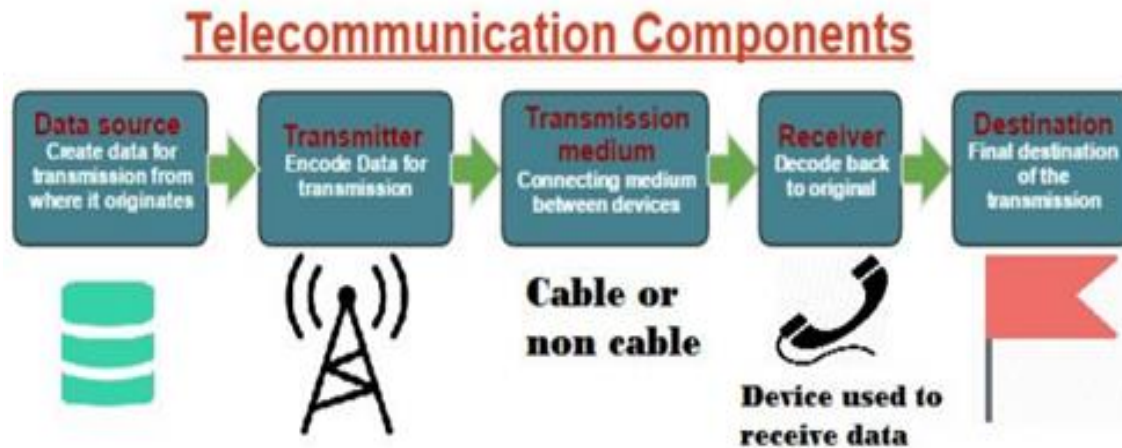 Telecommunication Components
Data source
Create data for
transmission from
where it originates
Transmitter
Encode Data for
transmission
Transmission
medium
Connecting medium
between devices
Receiver
Decode back
to original
Destination
Final destination
of the
transmission
Cable or
non cable
Device used to
receive data